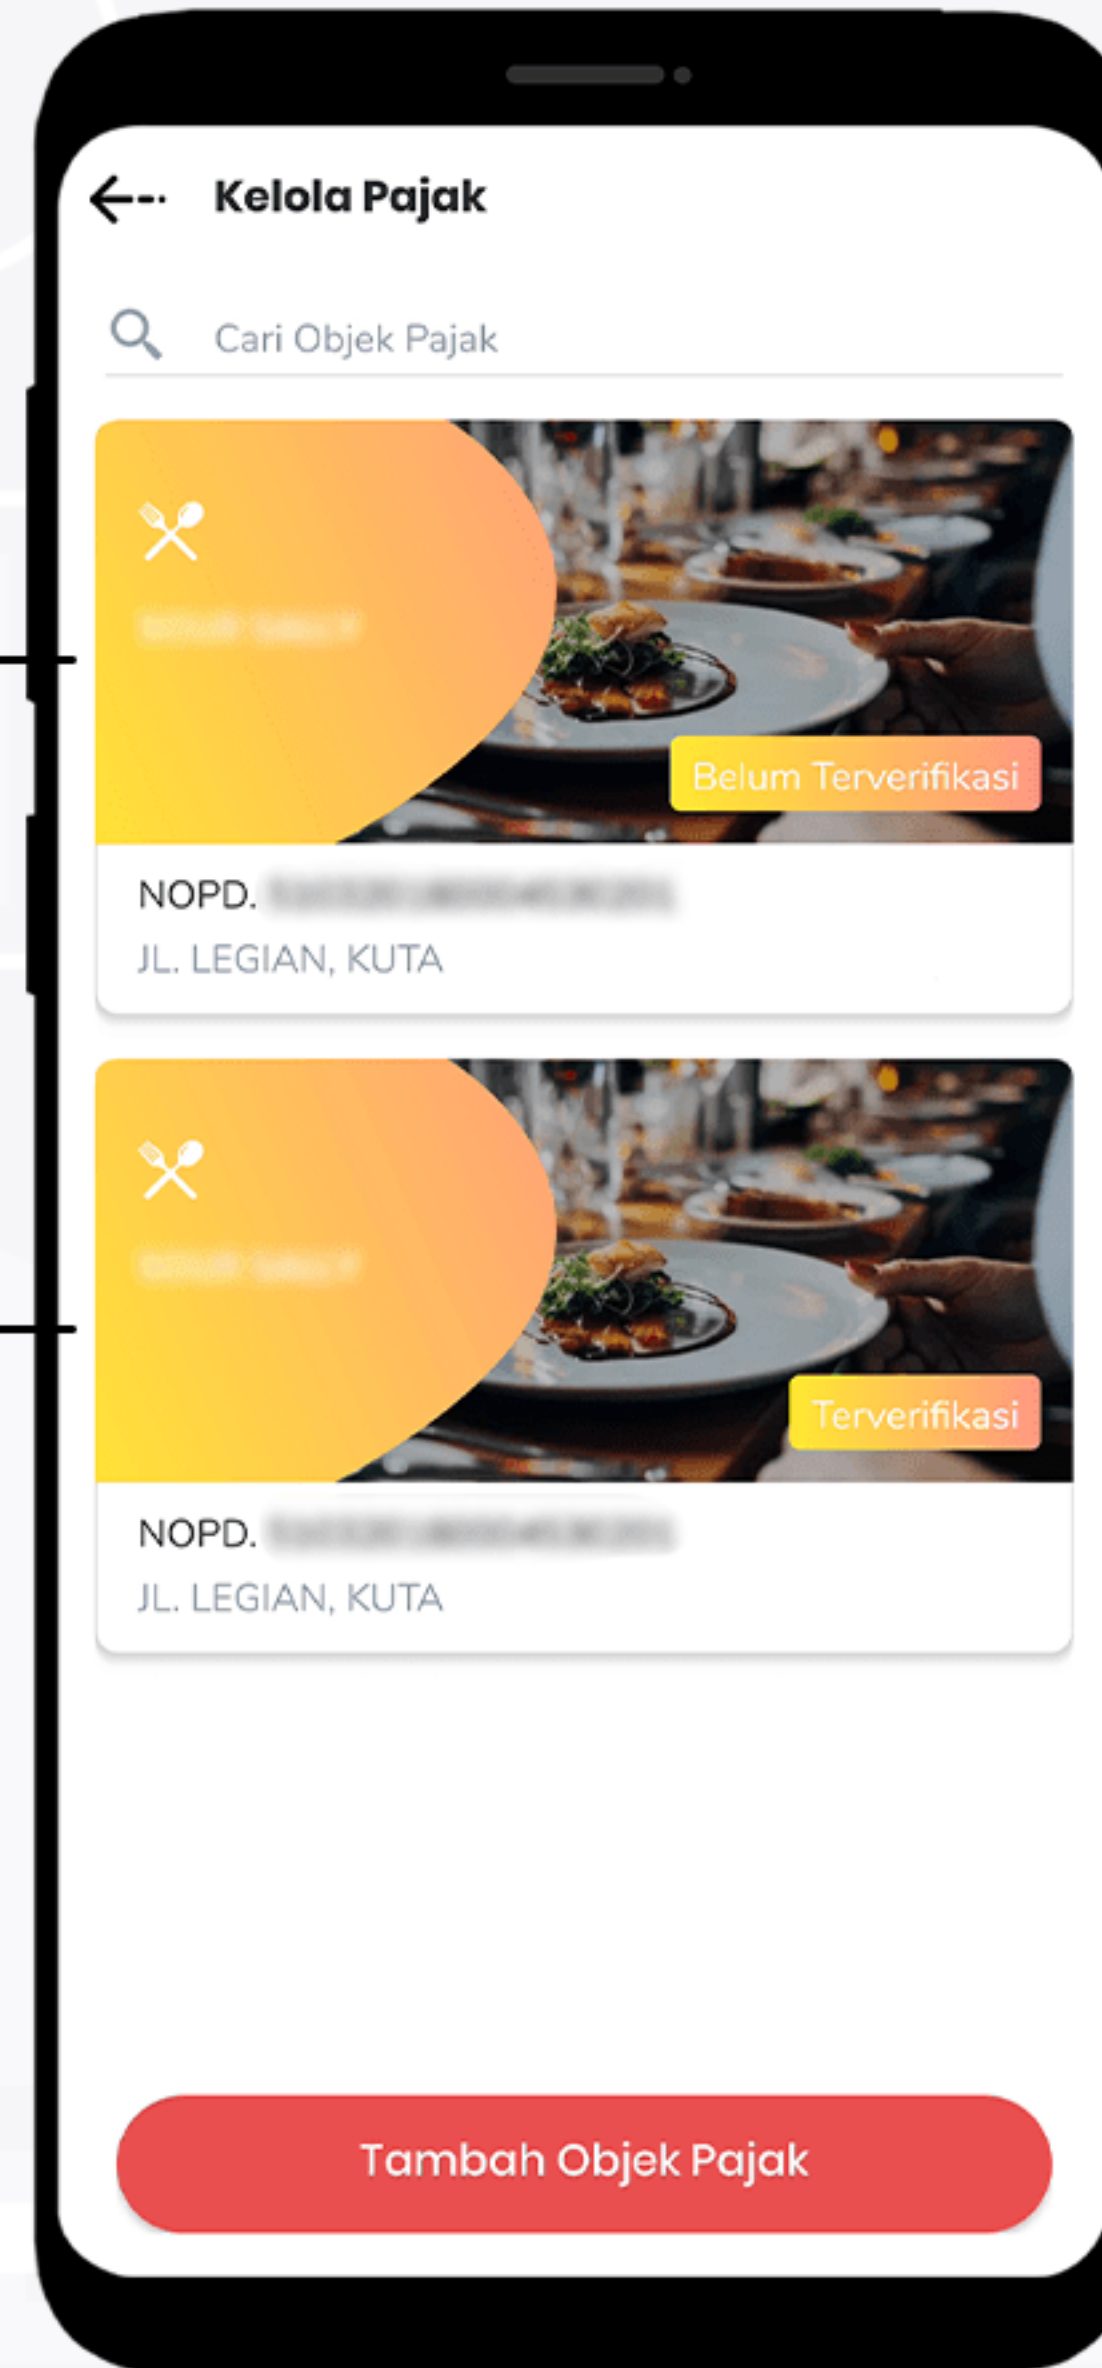 Kelola Pajak
Cari Objek Pajak
Belum Terverifikasi
NOPD.
JL. LEGIAN, KUTA
Terverifikasi
NOPD.
JL. LEGIAN, KUTA
Tambah Objek Pajak